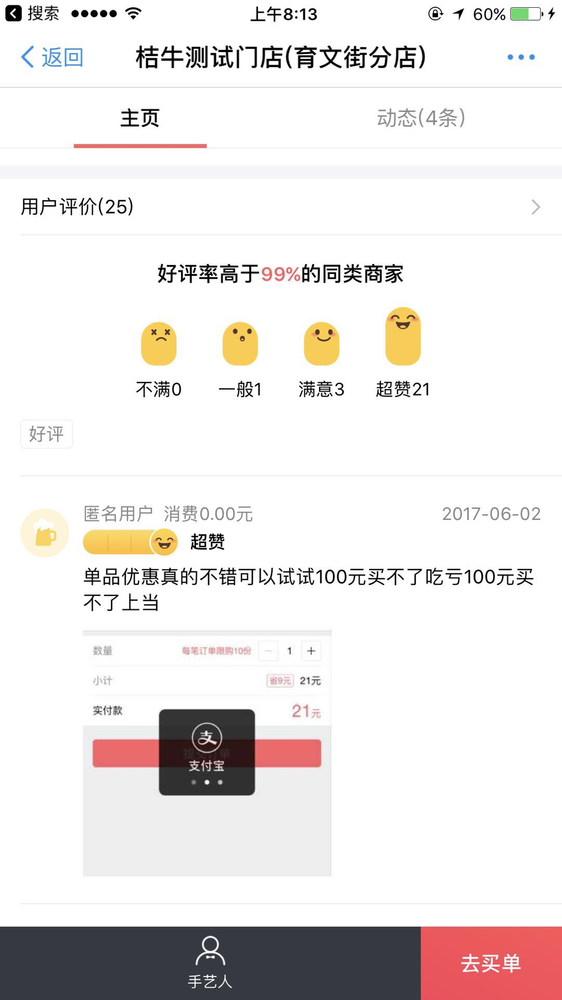 搜索 上午8:13 60%
返回 桔牛测试门店(育文街分店)
主页 动态(4条)
用户评价(25)
好评率高于99%的同类商家
不满0 一般1 满意3 超赞21
好评
匿名用户 消费0.00元 2017-06-02
超赞
单品优惠真的不错可以试试100元买不了吃亏100元买
不了上当
数量 每笔订单限购10份 1
小计 省9元 21元
实付款 21元
提交订单
支
支付宝
手艺人
去买单